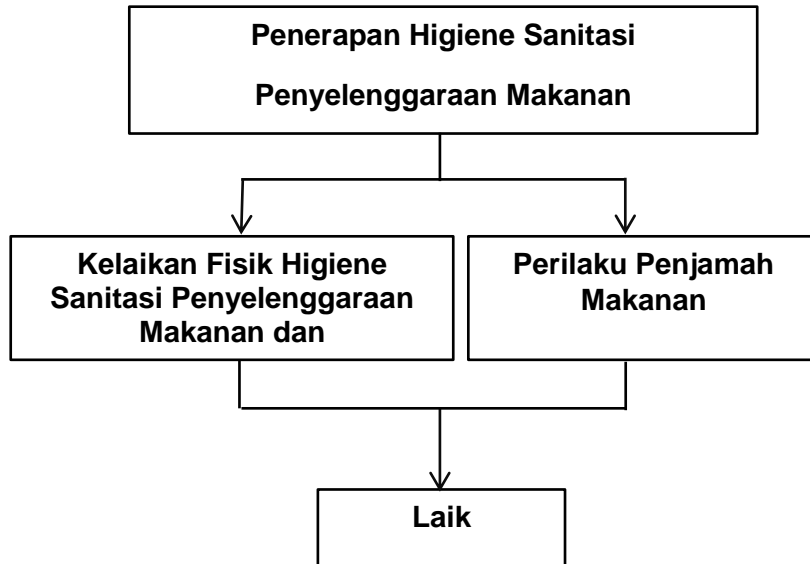 Penerapan Higiene Sanitasi
Penyelenggaraan Makanan
Kelaikan Fisik Higiene
Sanitasi Penyelenggaraan
Makanan dan
Perilaku Penjamah
Makanan
Laik